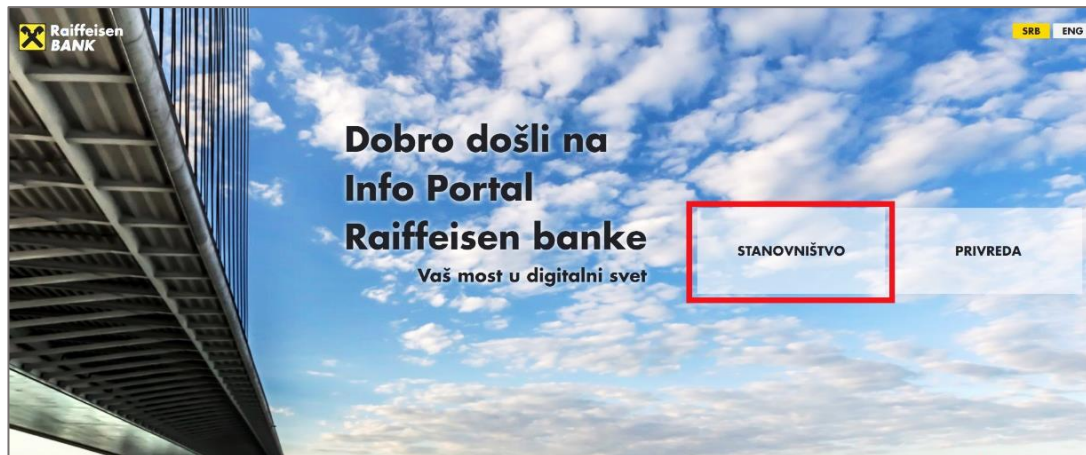 Raiffeisen
BANK
SRB ENG
Dobro došli na
Info Portal
Raiffeisen banke
Vaš most u digitalni svet
STANOVNIŠTVO
PRIVREDA